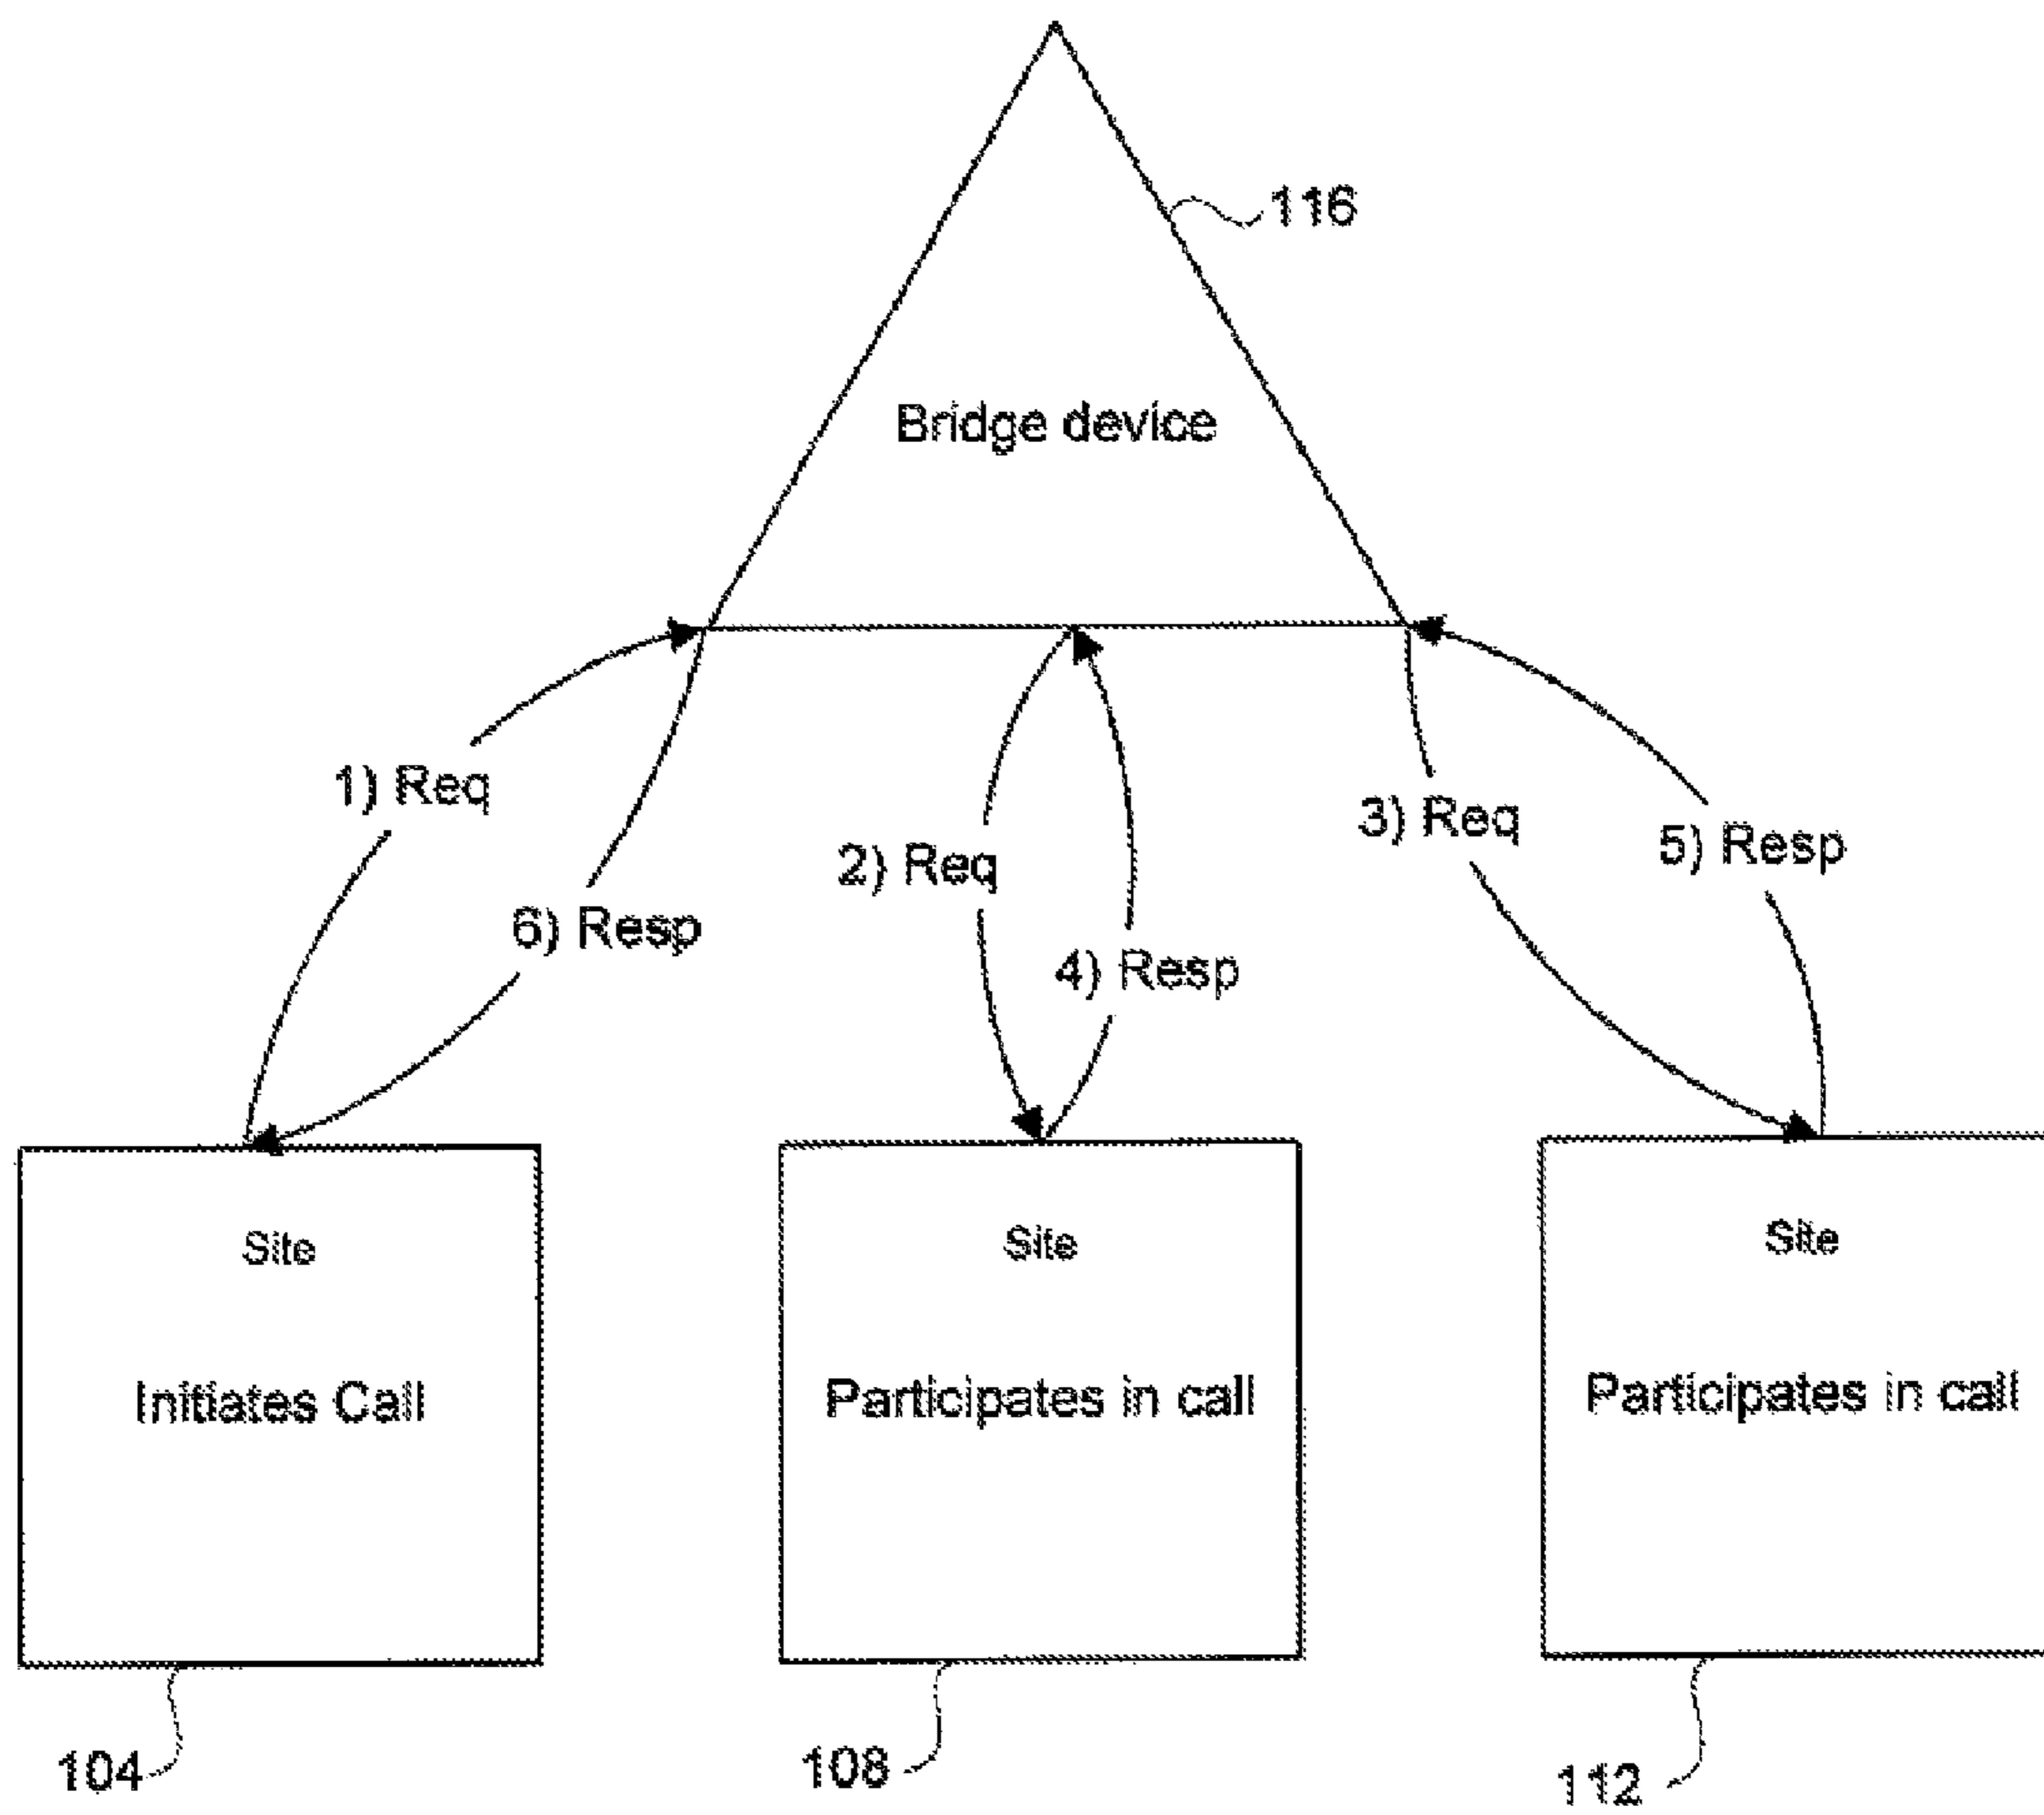 116
Bridge device
1) Req
6) Resp
2) Req
4) Resp
3) Req
5) Resp
Site
Initiates Call
Site
Participates in call
Site
Participates in call
104
108
112